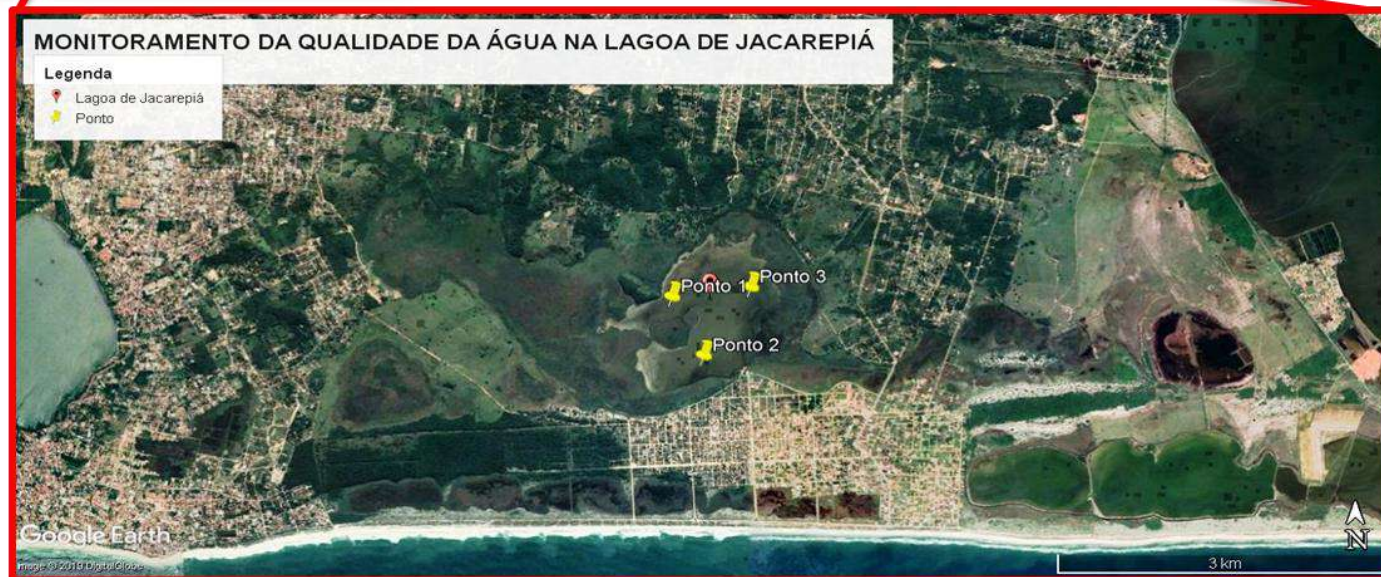 MONITORAMENTO DA QUALIDADE DA ÁGUA NA LAGOA DE JACAREPIÁ
Legenda
Lagoa de Jacarepiá
Ponto
Ponto 1
Ponto 3
Ponto 2
Google Earth
Image © 2019 DigitalGlobe
N
3 km